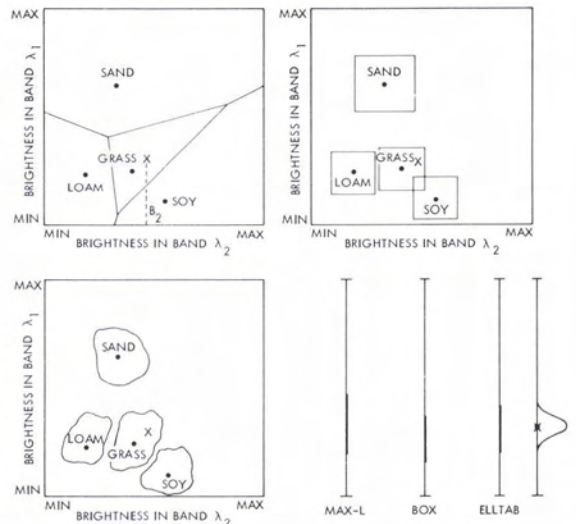 MAX
BRIGHTNESS IN BAND λ1
SAND
GRASS X
LOAM
SOY
B2
MIN
MIN
MAX
BRIGHTNESS IN BAND λ2
MAX
BRIGHTNESS IN BAND λ1
SAND
GRASS X
LOAM
SOY
MIN
MIN
MAX
BRIGHTNESS IN BAND λ2
MAX
BRIGHTNESS IN BAND λ1
SAND
LOAM
X
GRASS
SOY
MIN
MIN
MAX
BRIGHTNESS IN BAND λ2
X
MAX-L
BOX
ELLTAB